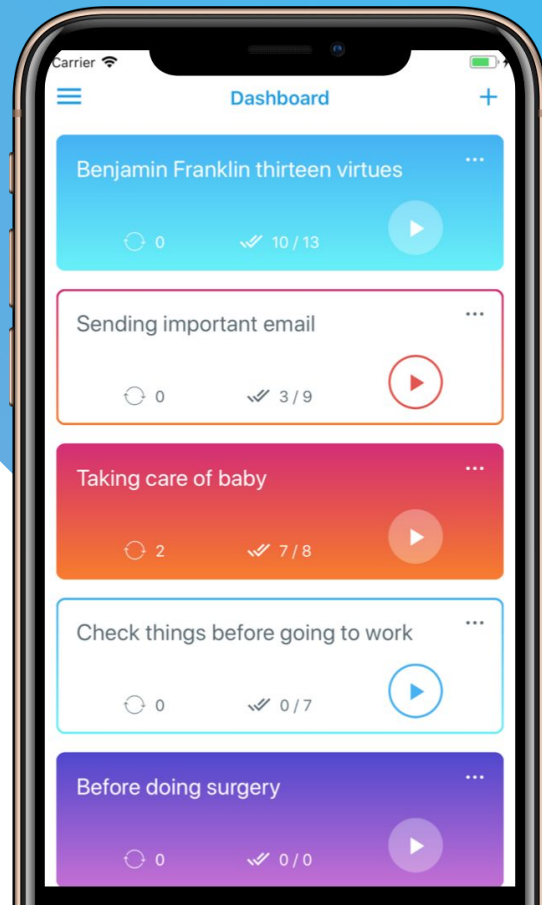 Carrier
Dashboard
Benjamin Franklin thirteen virtues
0 10 / 13
Sending important email
0 3 / 9
Taking care of baby
2 7 / 8
Check things before going to work
0 0 / 7
Before doing surgery
0 0 / 0